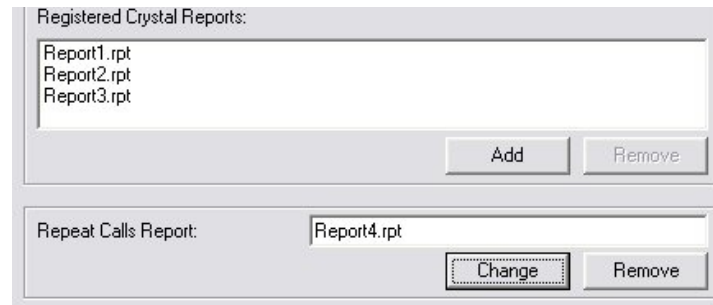 Registered Crystal Reports:
Report1.rpt
Report2.rpt
Report3.rpt
Add Remove
Repeat Calls Report: Report4.rpt
Change Remove